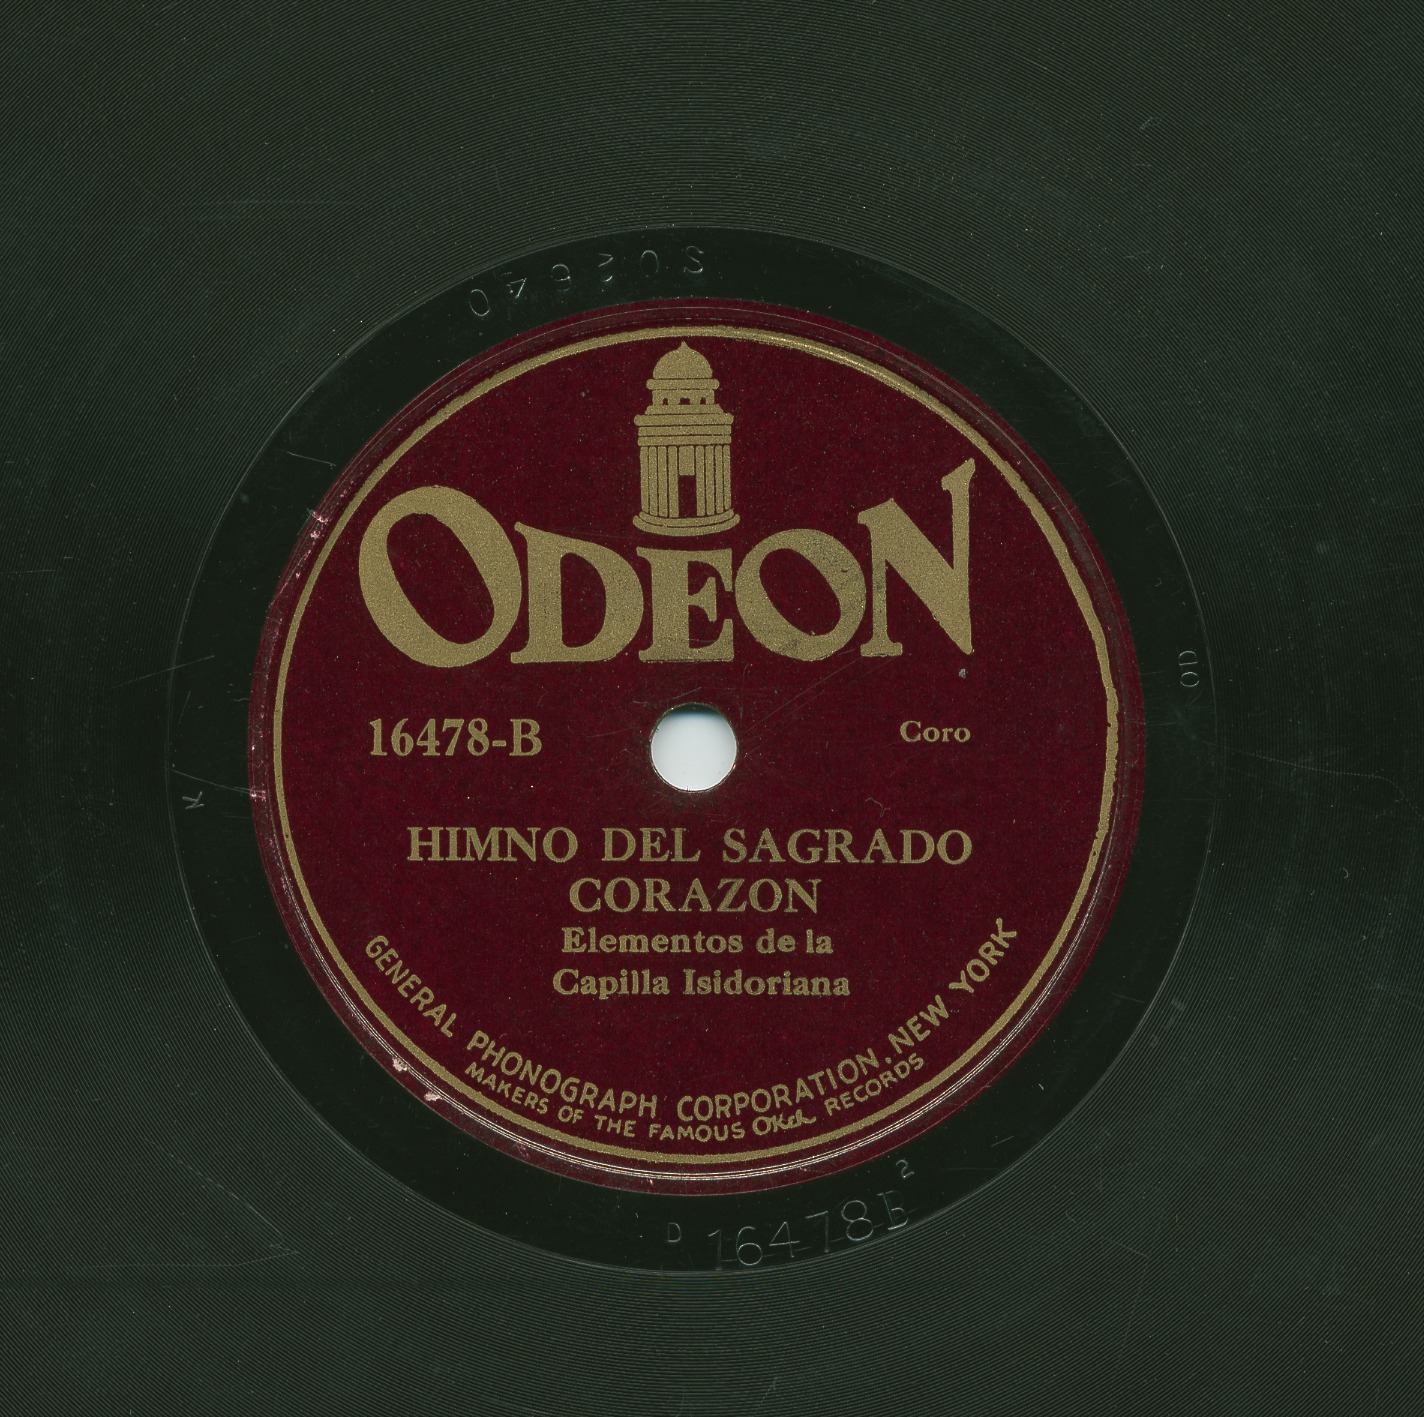 ODEON
16478-B
Coro
HIMNO DEL SAGRADO
CORAZON
Elementos de la
Capilla Isidoriana
GENERAL PHONOGRAPH CORPORATION. NEW YORK
MAKERS OF THE FAMOUS OKeh RECORDS
D 16478B 2
K